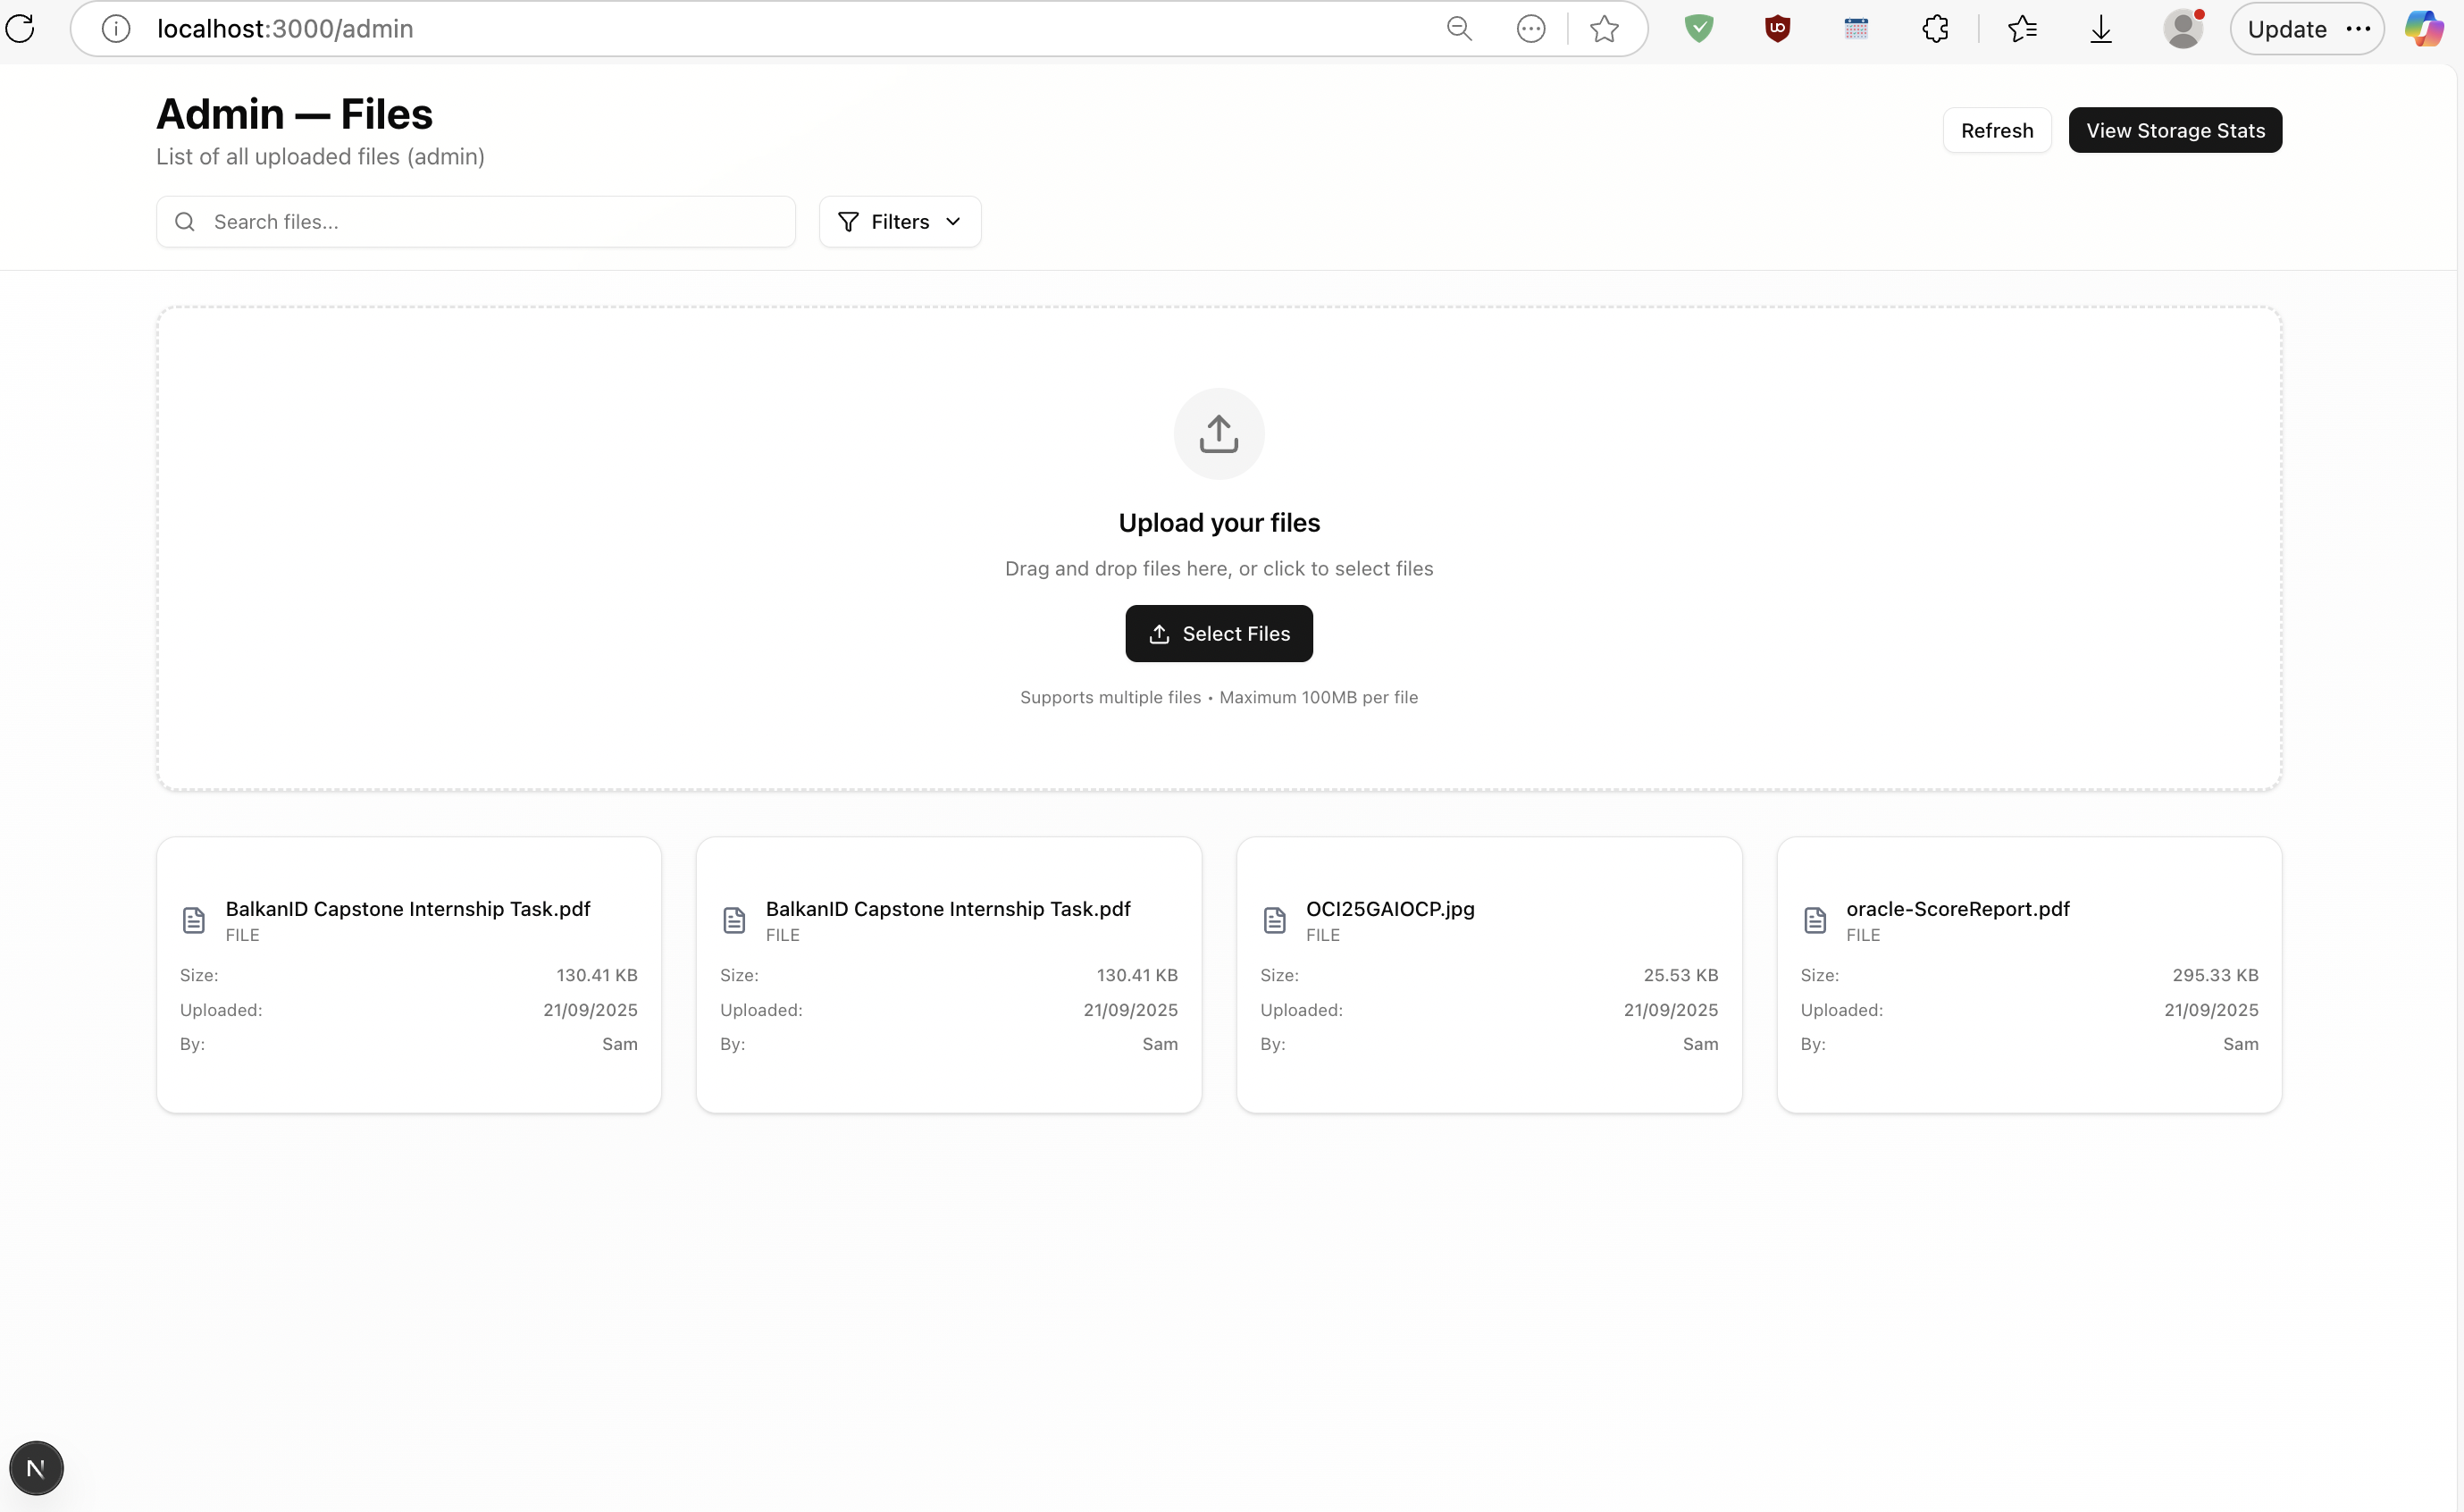 localhost:3000/admin
Update
Admin — Files
List of all uploaded files (admin)
Refresh
View Storage Stats
Search files...
Filters
Upload your files
Drag and drop files here, or click to select files
Select Files
Supports multiple files • Maximum 100MB per file
BalkanID Capstone Internship Task.pdf
FILE
Size: 130.41 KB
Uploaded: 21/09/2025
By: Sam
BalkanID Capstone Internship Task.pdf
FILE
Size: 130.41 KB
Uploaded: 21/09/2025
By: Sam
OCI25GAIOCP.jpg
FILE
Size: 25.53 KB
Uploaded: 21/09/2025
By: Sam
oracle-ScoreReport.pdf
FILE
Size: 295.33 KB
Uploaded: 21/09/2025
By: Sam
N